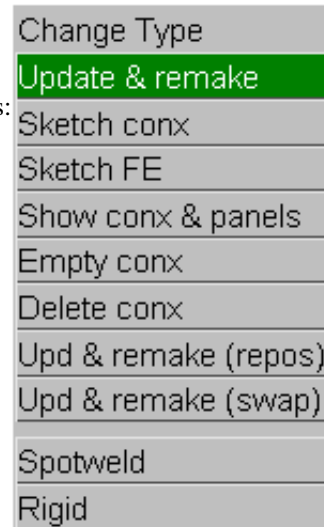 Change Type
Update & remake
s:
Sketch conx
Sketch FE
Show conx & panels
Empty conx
Delete conx
Upd & remake (repos)
Upd & remake (swap)
Spotweld
Rigid